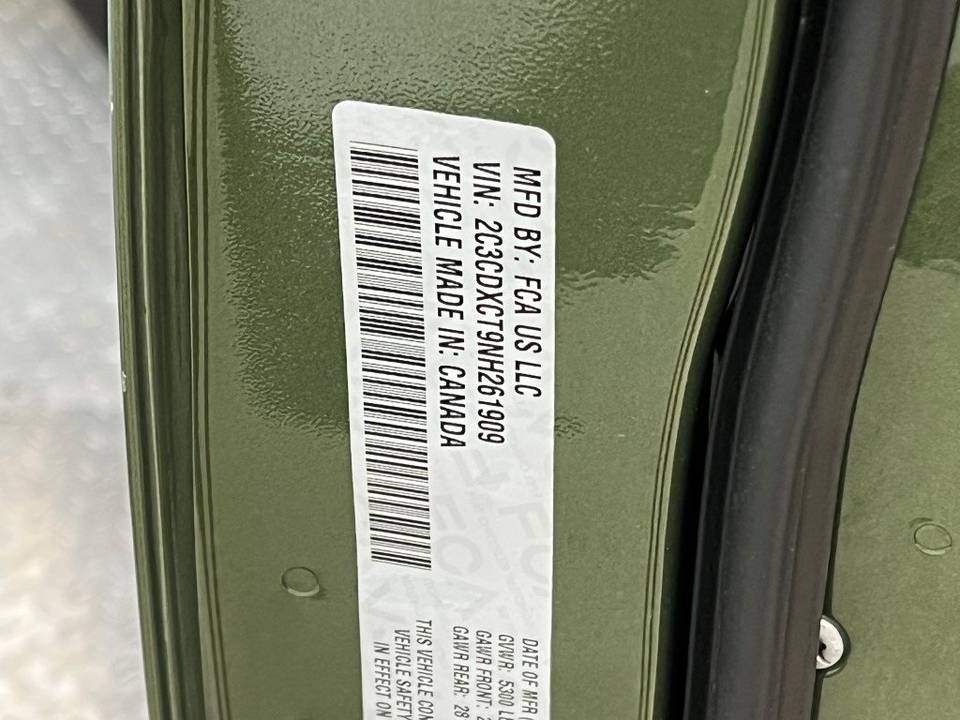 MFD BY: FCA US LLC
VIN: 2C3CDXCT9NH261909
VEHICLE MADE IN: CANADA
DATE OF MFR
GVWR: 5300
GAWR FRONT:
GAWR REAR:
THIS VEHICLE
VEHICLE SAFETY
IN EFFECT ON